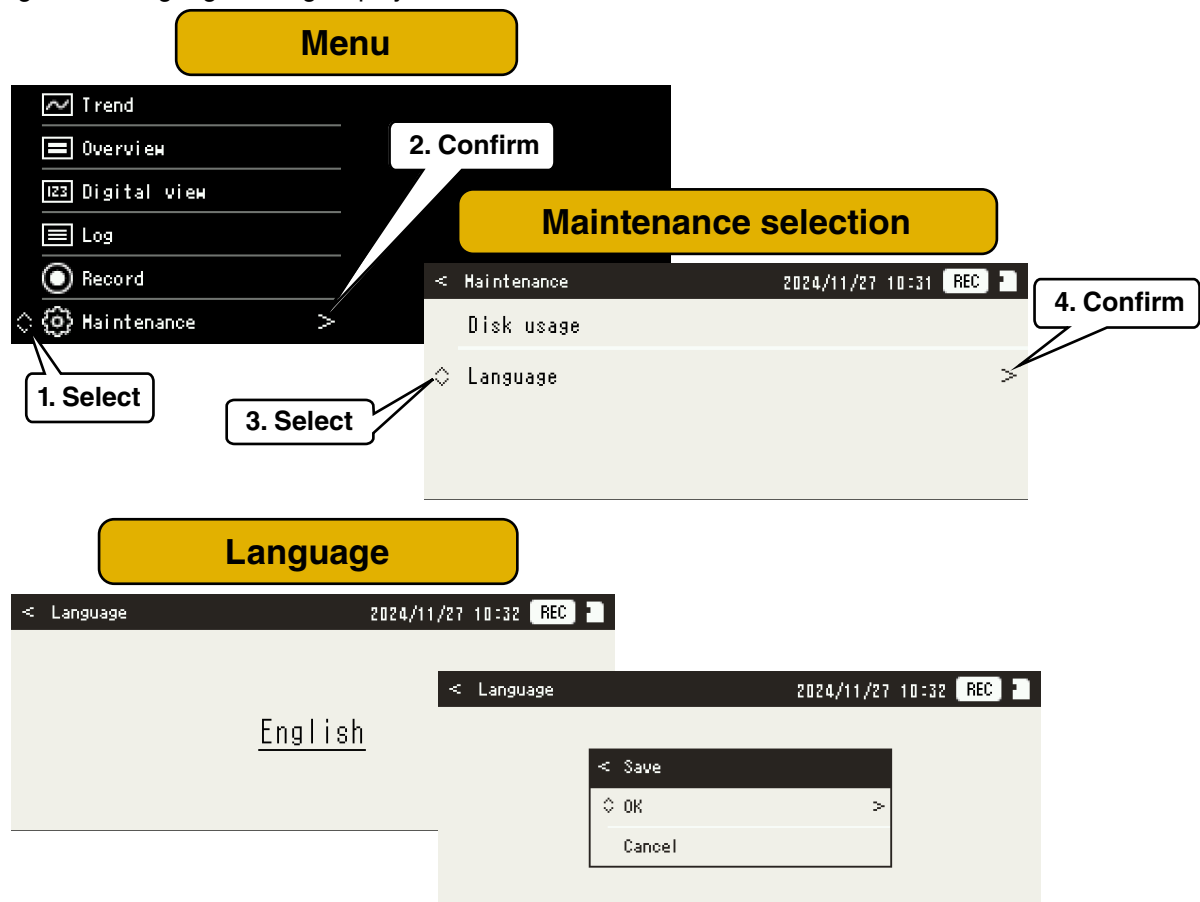 Menu
Trend
Overview
2. Confirm
123 Digital view
Log
Record
Maintenance >
1. Select
Maintenance selection
< Maintenance 2024/11/27 10:31 REC
Disk usage
Language >
3. Select
4. Confirm
Language
< Language 2024/11/27 10:32 REC
English
< Language 2024/11/27 10:32 REC
< Save
OK >
Cancel